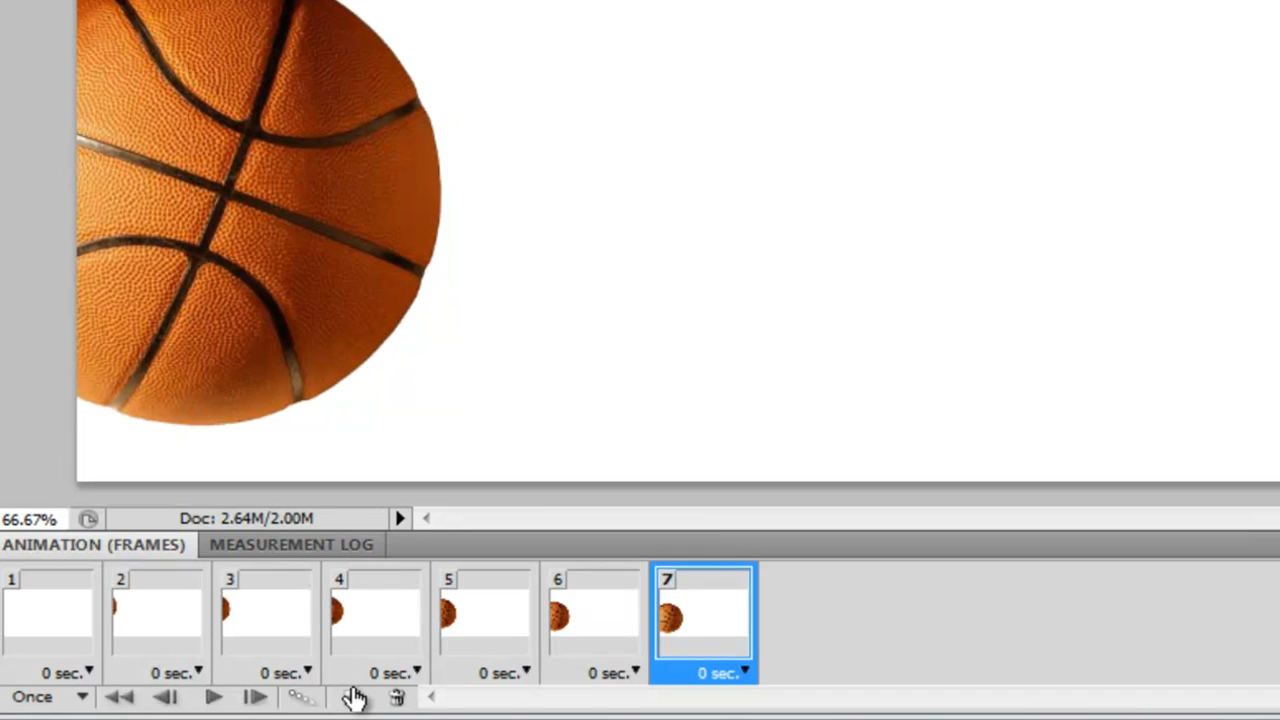 66.67%
Doc: 2.64M/2.00M
ANIMATION (FRAMES)
MEASUREMENT LOG
1
2
3
4
5
6
7
0 sec.
0 sec.
0 sec.
0 sec.
0 sec.
0 sec.
0 sec.
Once